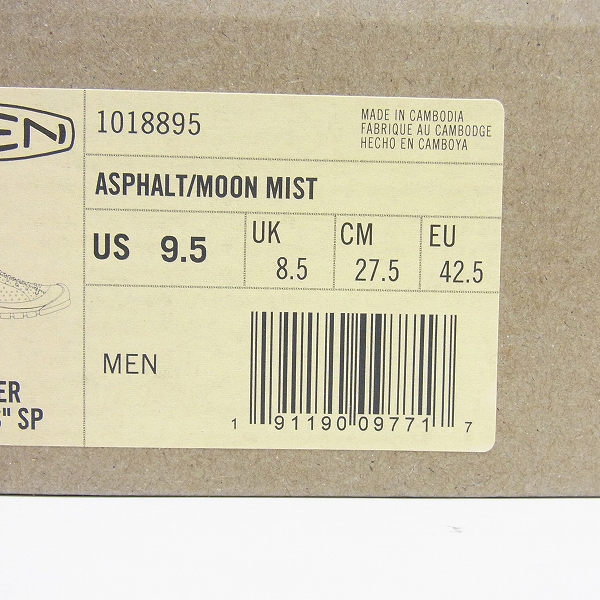 EEN
1018895
MADE IN CAMBODIA
FABRIQUE AU CAMBODGE
HECHO EN CAMBOYA
ASPHALT/MOON MIST
US 9.5
UK 8.5
CM 27.5
EU 42.5
MEN
ER
" SP
1 91190 09771 7